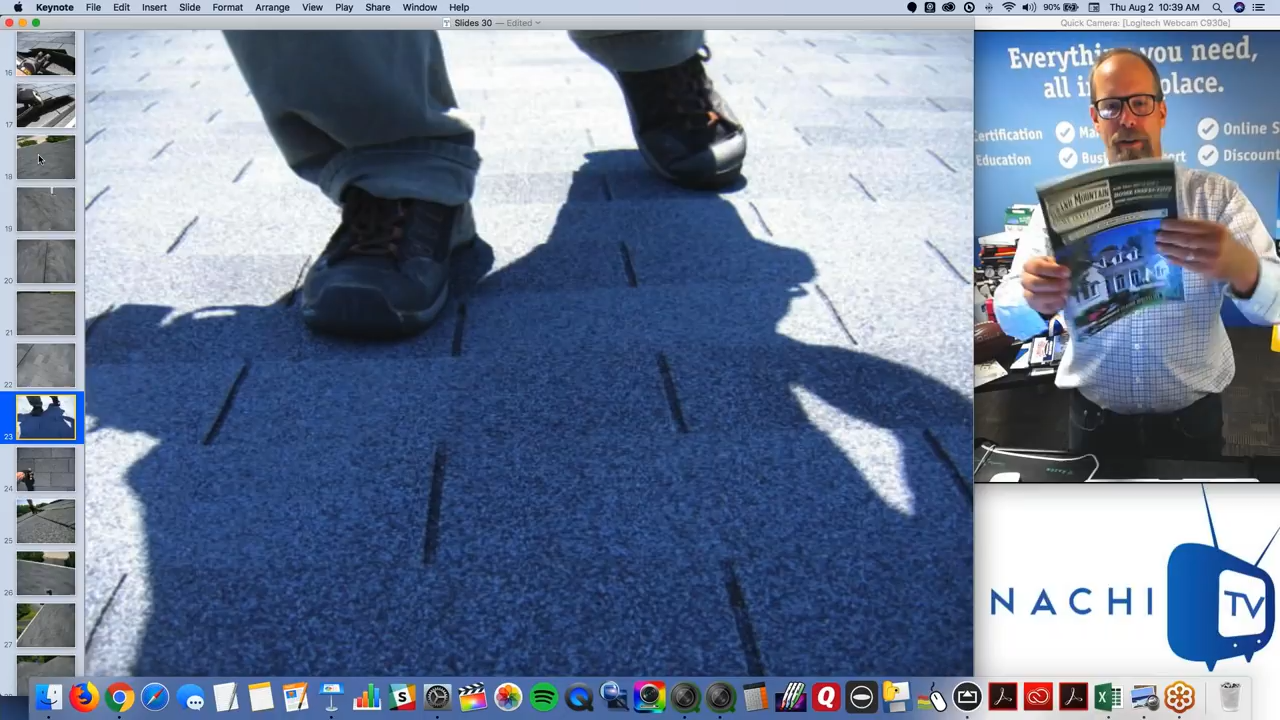 Keynote File Edit Insert Slide Format Arrange View Play Share Window Help
90% Thu Aug 2 10:39 AM
Slides 30 — Edited
Quick Camera: [Logitech Webcam C930e]
16
17
18
19
20
21
22
23
24
25
26
27
Everything you need,
all in place.
Certification
Online S
Education
Discount
MOUNTAIN
NACHI TV